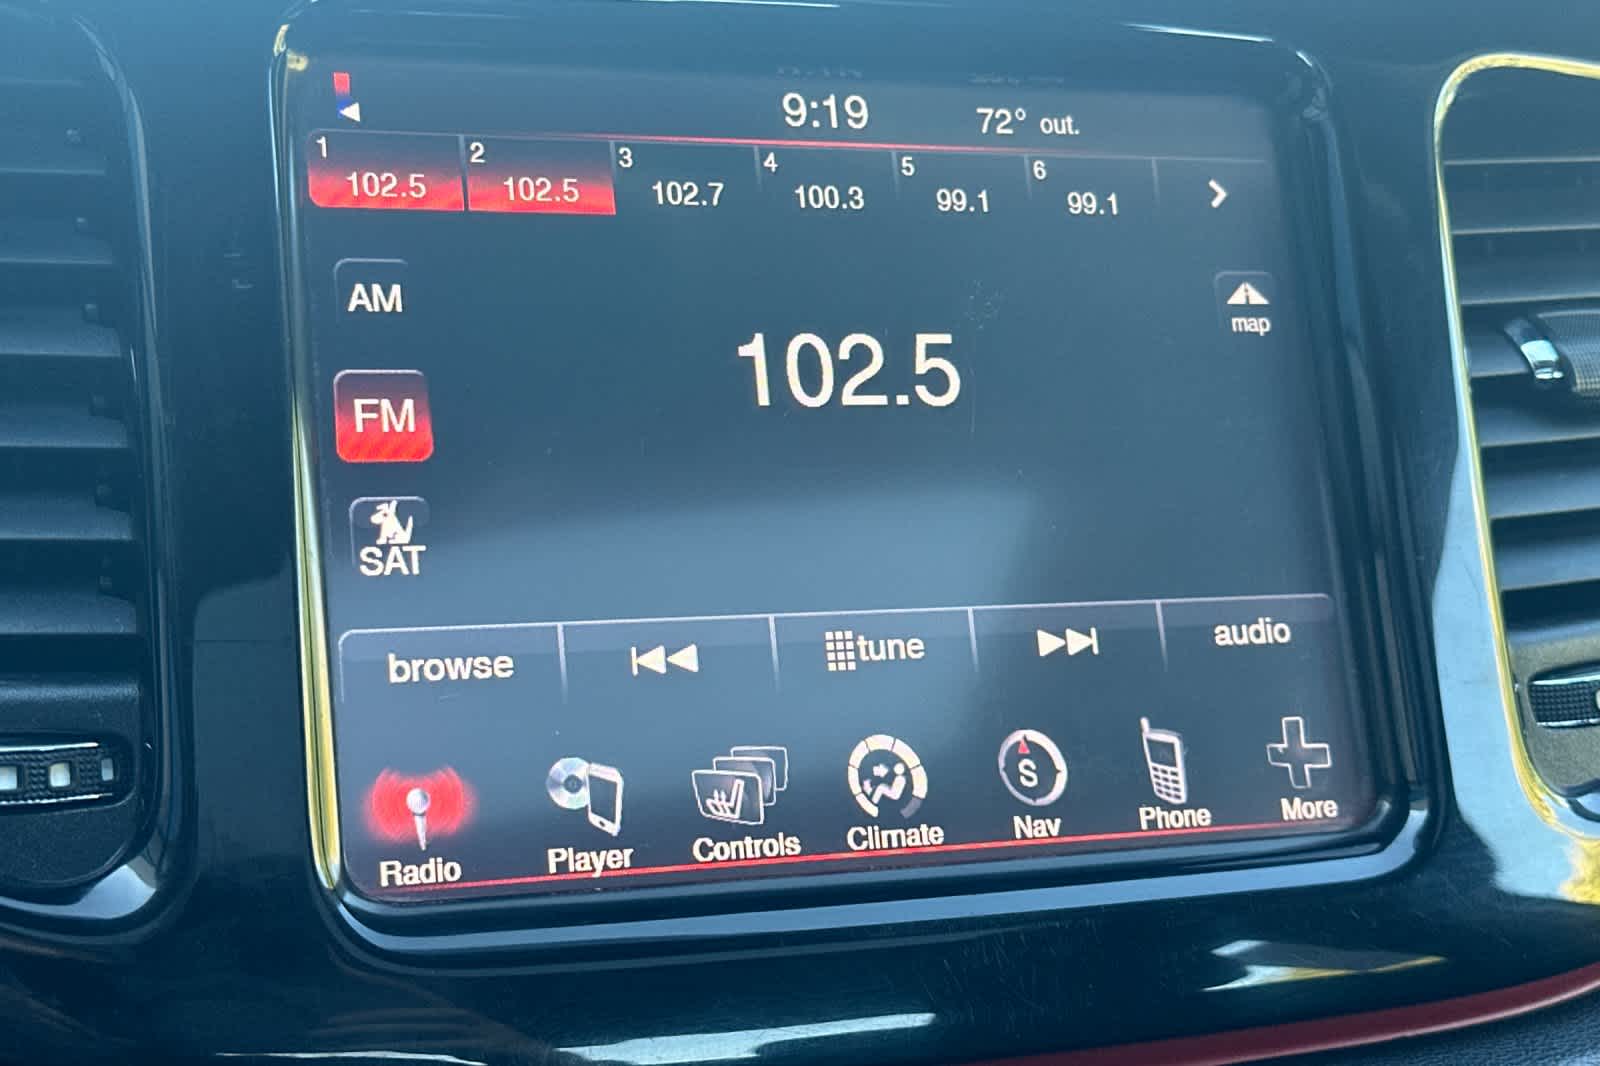 9:19 72° out.
1 2 3 4 5 6
102.5 102.5 102.7 100.3 99.1 99.1
AM
map
102.5
FM
SAT
browse tune audio
S
Radio Player Controls Climate Nav Phone More